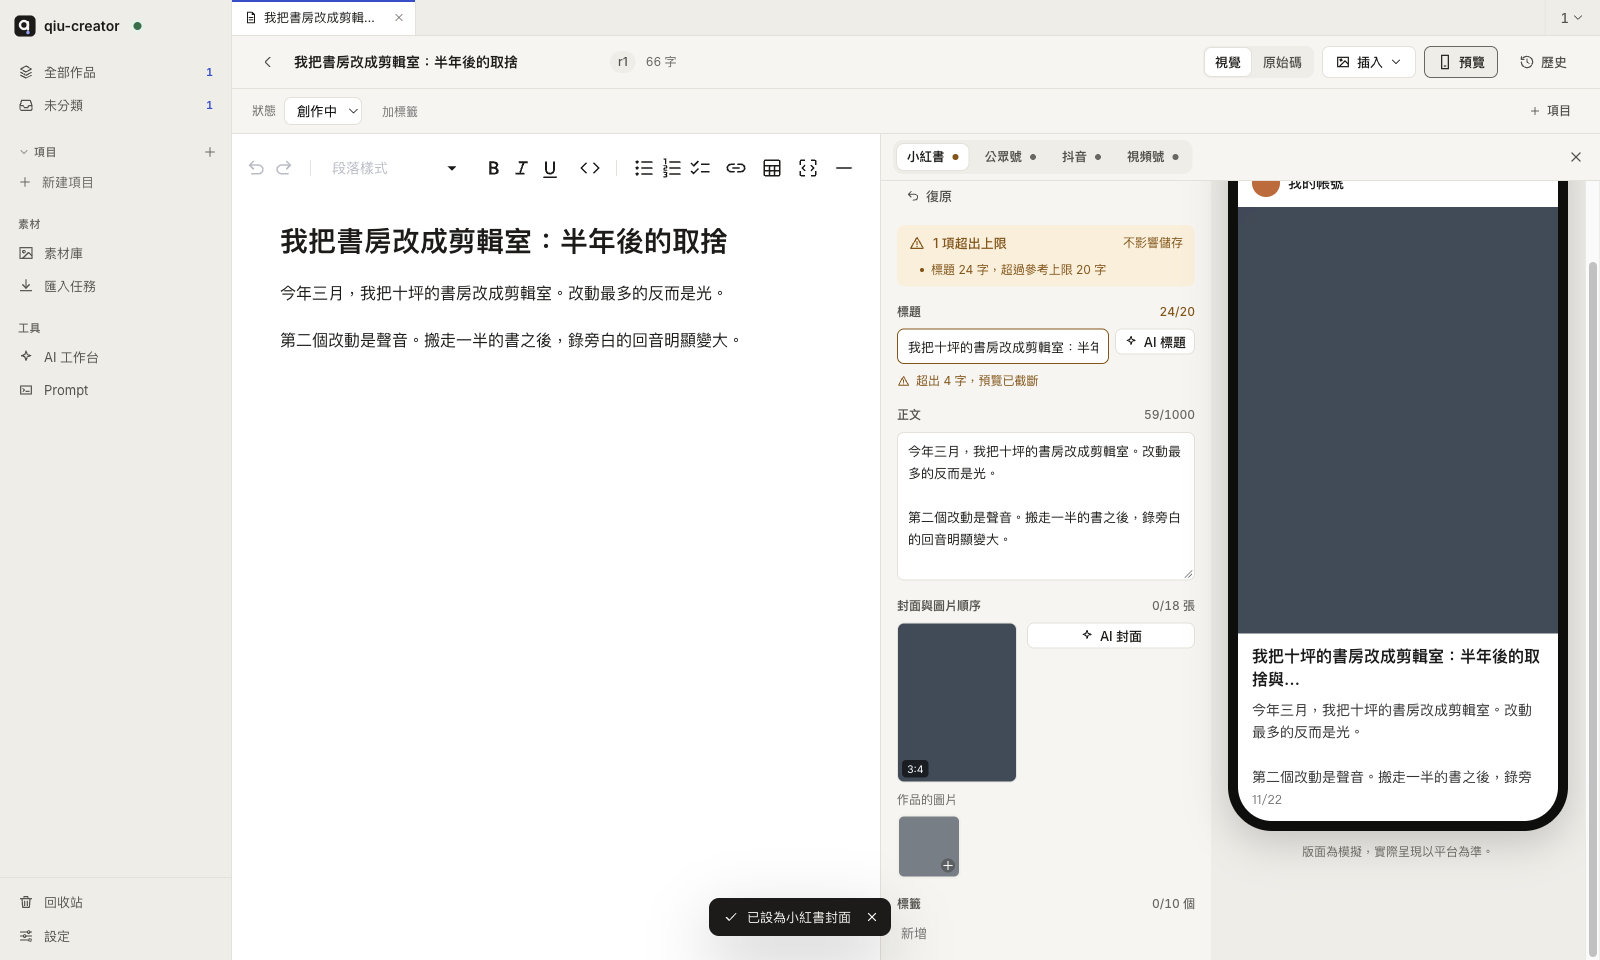 qiu-creator
全部作品 1
未分類 1
項目
新建項目
素材
素材庫
匯入任務
工具
AI 工作台
Prompt
回收站
設定
我把書房改成剪輯...
1
我把書房改成剪輯室：半年後的取捨
r1 66 字
視覺 原始碼 插入 預覽 歷史
狀態 創作中 加標籤
項目
段落樣式
B I U
我把書房改成剪輯室：半年後的取捨
今年三月，我把十坪的書房改成剪輯室。改動最多的反而是光。
第二個改動是聲音。搬走一半的書之後，錄旁白的回音明顯變大。
小紅書 公眾號 抖音 視頻號
復原
1 項超出上限 不影響儲存
標題 24 字，超過參考上限 20 字
標題 24/20
我把十坪的書房改成剪輯室：半年
AI 標題
超出 4 字，預覽已截斷
正文 59/1000
今年三月，我把十坪的書房改成剪輯室。改動最
多的反而是光。
第二個改動是聲音。搬走一半的書之後，錄旁白
的回音明顯變大。
封面與圖片順序 0/18 張
AI 封面
3:4
作品的圖片
標籤 0/10 個
新增
已設為小紅書封面
我的帳號
我把十坪的書房改成剪輯室：半年後的取
捨與...
今年三月，我把十坪的書房改成剪輯室。改動
最多的反而是光。
第二個改動是聲音。搬走一半的書之後，錄旁
11/22
版面為模擬，實際呈現以平台為準。